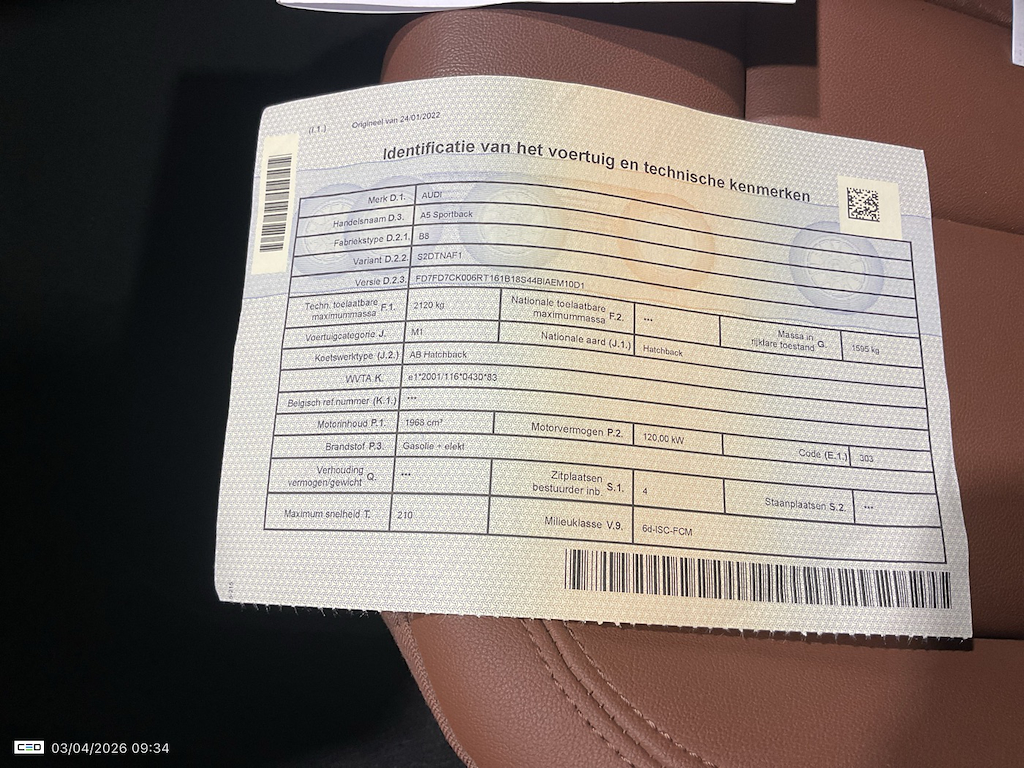 (I.1.) Origineel van 24/01/2022
Identificatie van het voertuig en technische kenmerken
Merk D.1. AUDI
Handelsnaam D.3. A5 Sportback
Fabriekstype D.2.1. B8
Variant D.2.2. S2DTNAF1
Versie D.2.3. FD7FD7CK006RT161B18S44BIAEM10D1
Techn. toelaatbare maximummassa F.1. 2120 kg Nationale toelaatbare maximummassa F.2. *** Massa in rijklare toestand G. 1595 kg
Voertuigcategorie J. M1 Nationale aard (J.1.) Hatchback
Koetswerktype (J.2.) AB Hatchback
WVTA K. e1*2001/116*0430*83
Belgisch ref.nummer (K.1.) ***
Motorinhoud P.1. 1968 cm³ Motorvermogen P.2. 120,00 kW Code (E.1.) 303
Brandstof P.3. Gasolie + elekt
Verhouding vermogen/gewicht Q. *** Zitplaatsen bestuurder inb. S.1. 4 Staanplaatsen S.2. ***
Maximum snelheid T. 210 Milieuklasse V.9. 6d-ISC-FCM
CEO 03/04/2026 09:34